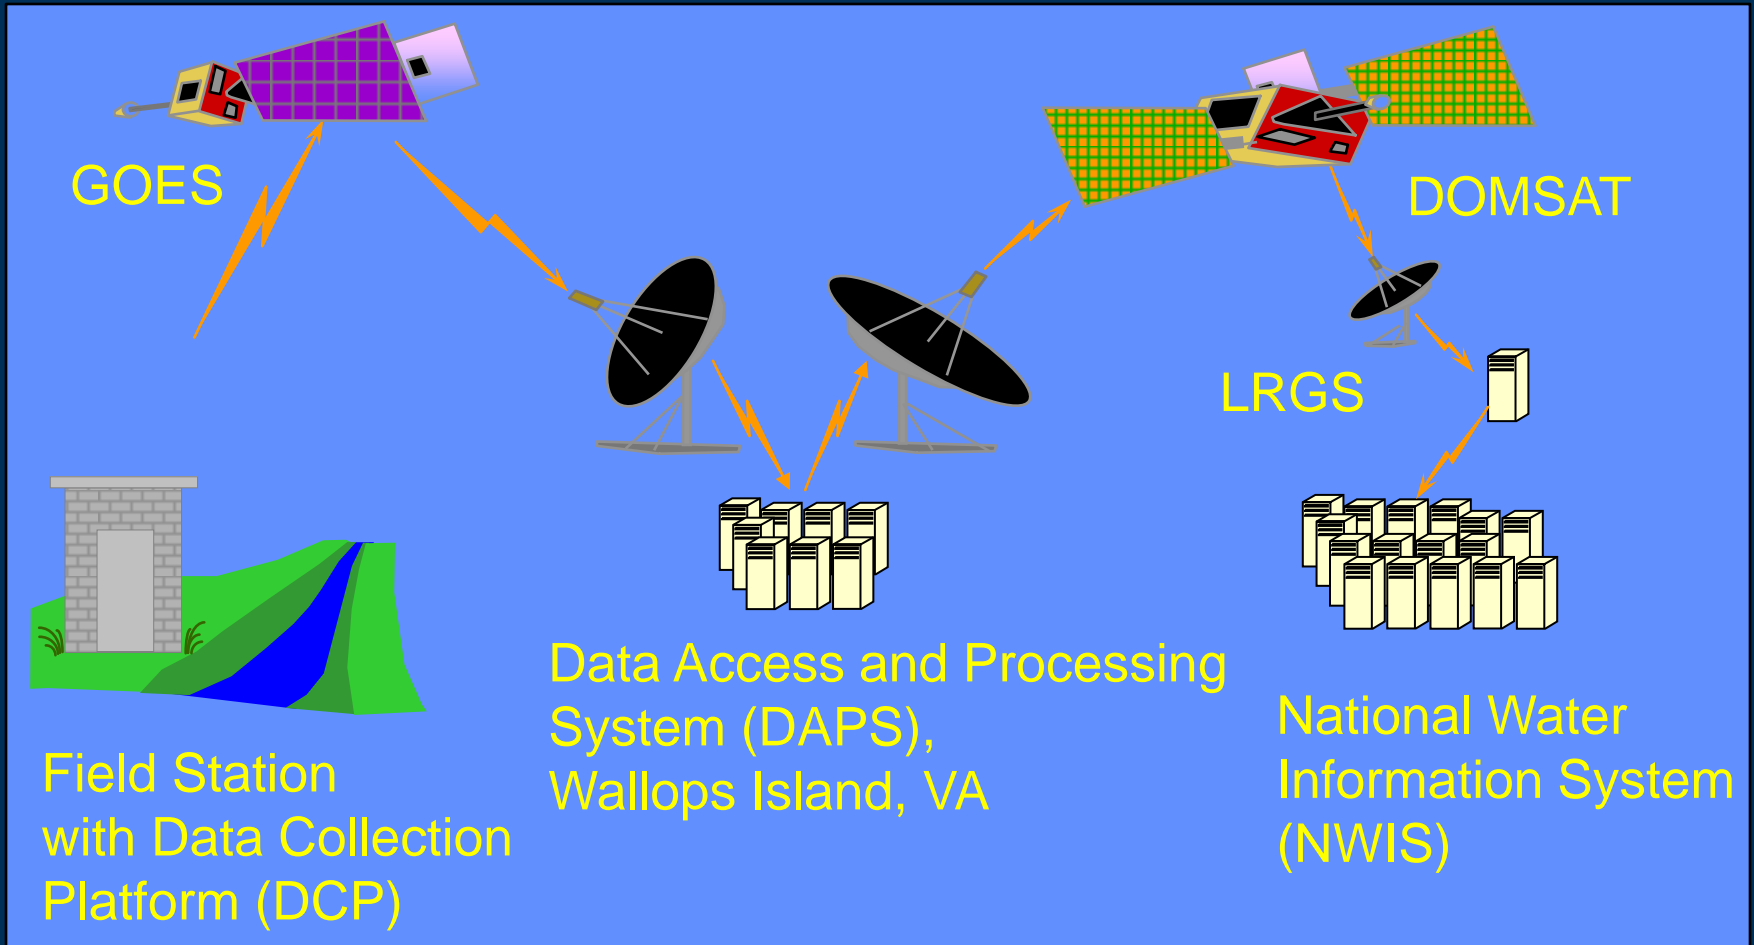 GOES
DOMSAT
LRGS
Field Station
with Data Collection
Platform (DCP)
Data Access and Processing
System (DAPS),
Wallops Island, VA
National Water
Information System
(NWIS)